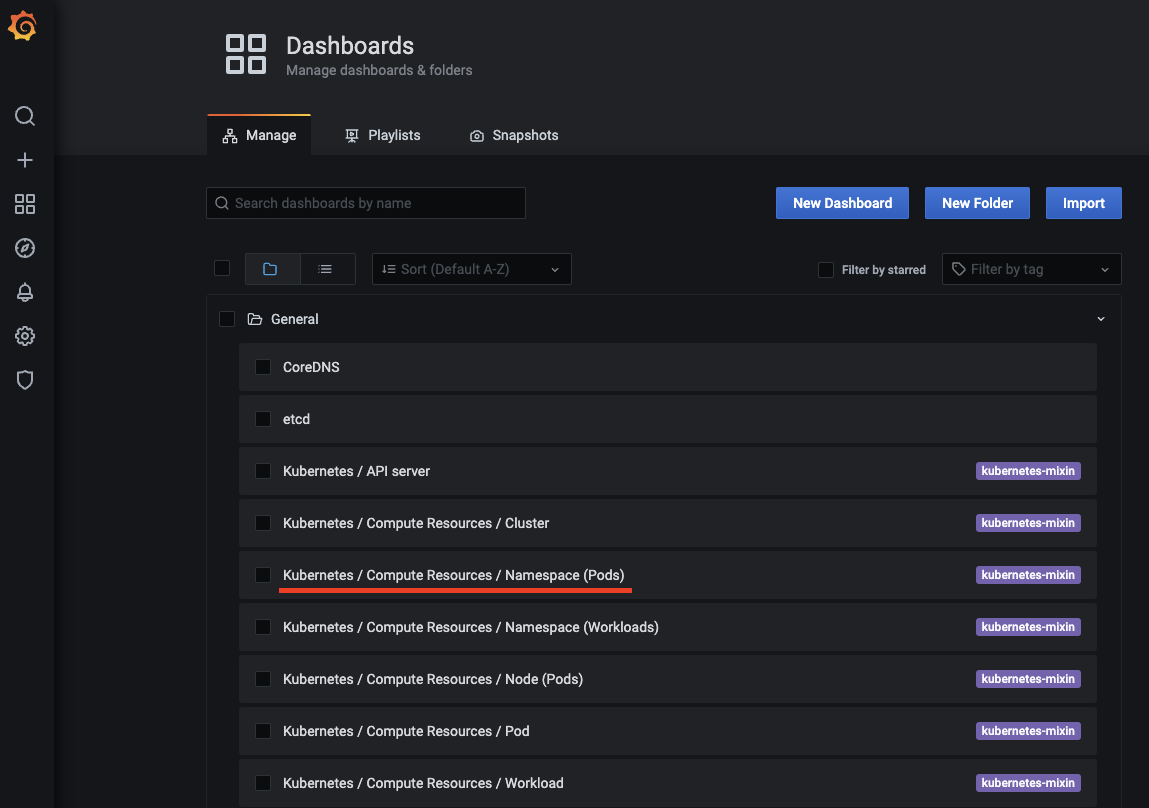 Dashboards
Manage dashboards & folders
Manage
Playlists
Snapshots
Search dashboards by name
New Dashboard
New Folder
Import
Sort (Default A-Z)
Filter by starred
Filter by tag
General
CoreDNS
etcd
Kubernetes / API server
kubernetes-mixin
Kubernetes / Compute Resources / Cluster
kubernetes-mixin
Kubernetes / Compute Resources / Namespace (Pods)
kubernetes-mixin
Kubernetes / Compute Resources / Namespace (Workloads)
kubernetes-mixin
Kubernetes / Compute Resources / Node (Pods)
kubernetes-mixin
Kubernetes / Compute Resources / Pod
kubernetes-mixin
Kubernetes / Compute Resources / Workload
kubernetes-mixin